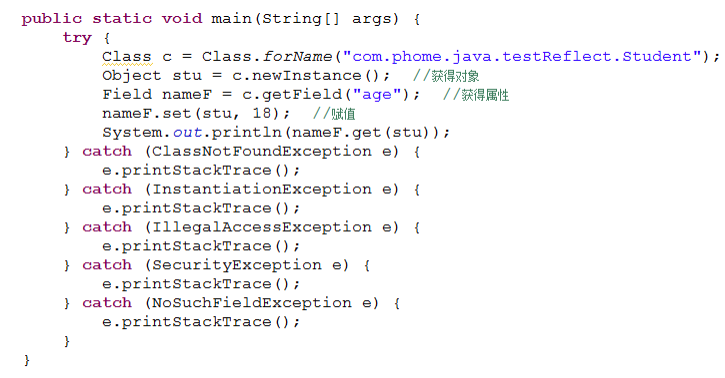 public static void main(String[] args) {
    try {
        Class c = Class.forName("com.phome.java.testReflect.Student");
        Object stu = c.newInstance();  //获得对象
        Field nameF = c.getField("age");  //获得属性
        nameF.set(stu, 18);  //赋值
        System.out.println(nameF.get(stu));
    } catch (ClassNotFoundException e) {
        e.printStackTrace();
    } catch (InstantiationException e) {
        e.printStackTrace();
    } catch (IllegalAccessException e) {
        e.printStackTrace();
    } catch (SecurityException e) {
        e.printStackTrace();
    } catch (NoSuchFieldException e) {
        e.printStackTrace();
    }
}